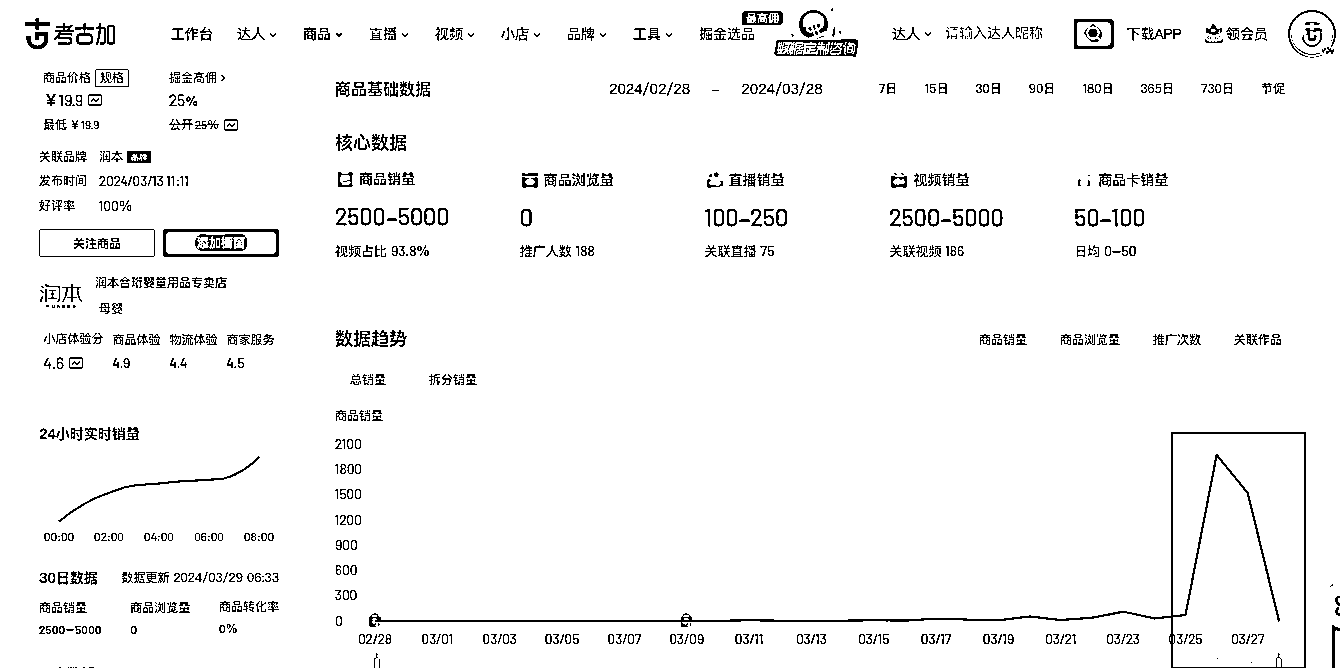 考古加 工作台 达人 商品 直播 视频 小店 品牌 工具 掘金选品 最高佣 数据定制咨询 达人 请输入达人昵称 下载APP 领会员
商品价格 规格 掘金高佣 >
¥19.9 25%
最低 ¥19.9 公开 25%
关联品牌 润本 品牌
发布时间 2024/03/13 11:11
好评率 100%
关注商品 添加橱窗
润本 润本合珩婴童用品专卖店
母婴
小店体验分 商品体验 物流体验 商家服务
4.6 4.9 4.4 4.5
24小时实时销量
00:00 02:00 04:00 06:00 08:00
30日数据 数据更新 2024/03/29 06:33
商品销量 商品浏览量 商品转化率
2500-5000 0 0%
商品基础数据 2024/02/28 - 2024/03/28 7日 15日 30日 90日 180日 365日 730日 节促
核心数据
商品销量 商品浏览量 直播销量 视频销量 商品卡销量
2500-5000 0 100-250 2500-5000 50-100
视频占比 93.8% 推广人数 188 关联直播 75 关联视频 186 日均 0-50
数据趋势 商品销量 商品浏览量 推广次数 关联作品
总销量 拆分销量
商品销量
2100
1800
1500
1200
900
600
300
0
02/28 03/01 03/03 03/05 03/07 03/09 03/11 03/13 03/15 03/17 03/19 03/21 03/23 03/25 03/27